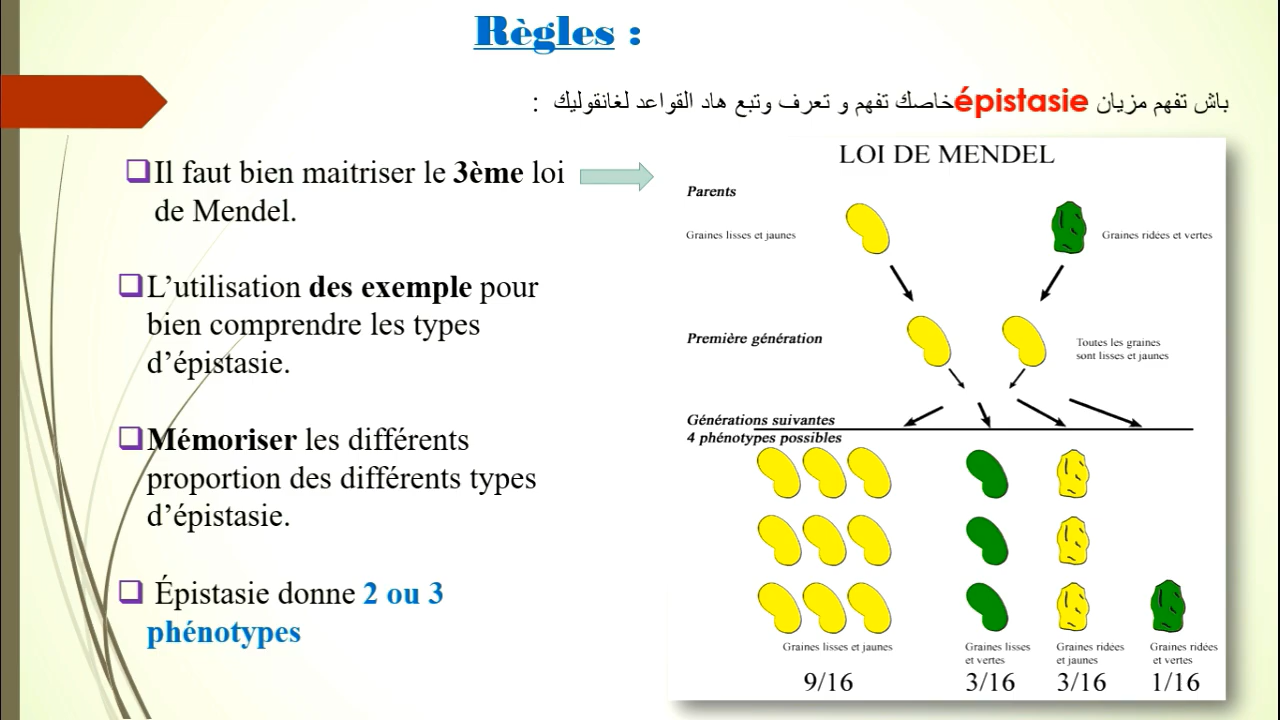 Règles :
باش تفهم مزيان épistasie خاصك تفهم و تعرف وتبع هاد القواعد لغانقوليك :
❑Il faut bien maitriser le 3ème loi
de Mendel.
❑L’utilisation des exemple pour
bien comprendre les types
d’épistasie.
❑Mémoriser les différents
proportion des différents types
d’épistasie.
❑ Épistasie donne 2 ou 3
phénotypes
LOI DE MENDEL
Parents
Graines lisses et jaunes
Graines ridées et vertes
Première génération
Toutes les graines
sont lisses et jaunes
Générations suivantes
4 phénotypes possibles
Graines lisses et jaunes
Graines lisses
et vertes
Graines ridées
et jaunes
Graines ridées
et vertes
9/16
3/16
3/16
1/16